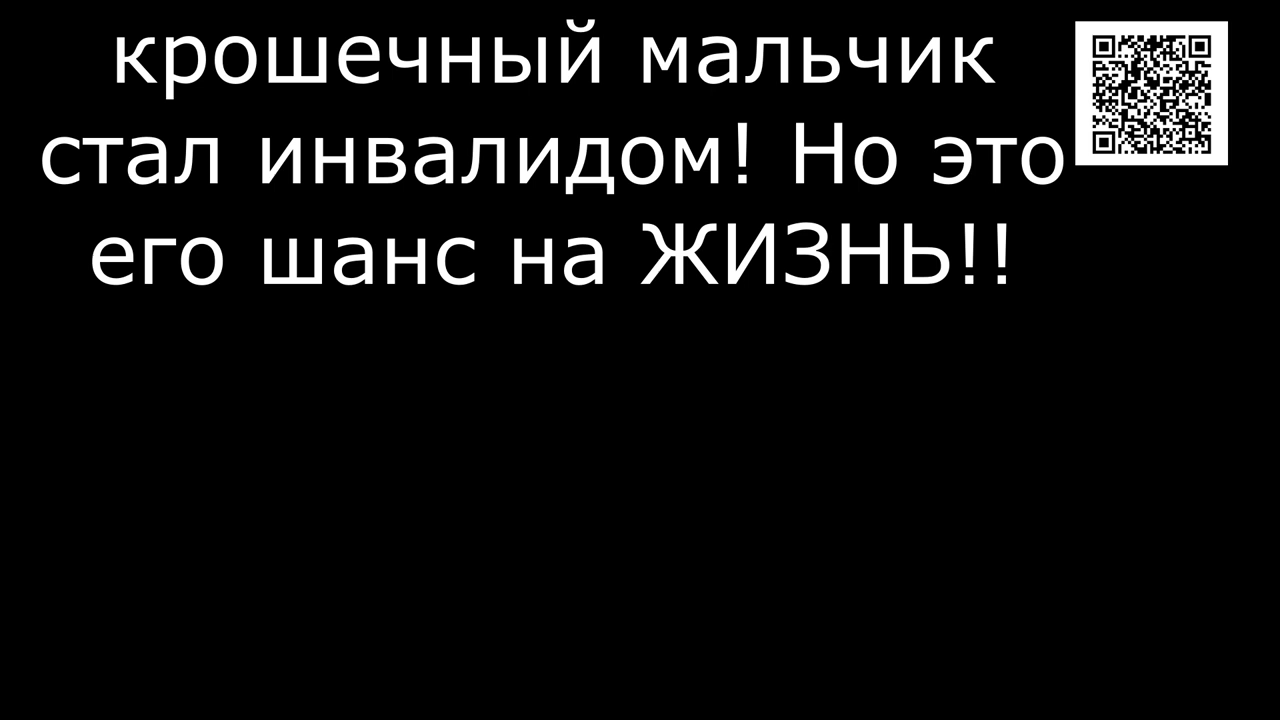 крошечный мальчик
стал инвалидом! Но это
его шанс на ЖИЗНЬ!!